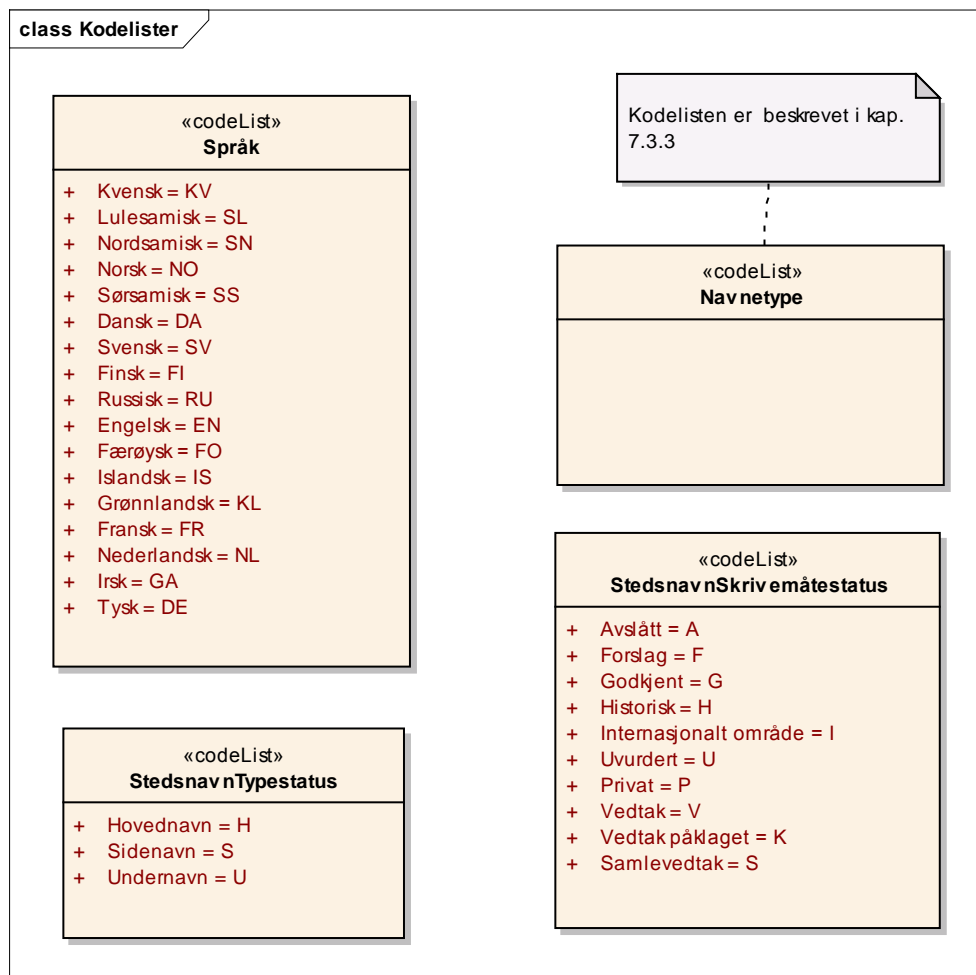 class Kodelister
«codeList»
Språk
+ Kvensk = KV
+ Lulesamisk = SL
+ Nordsamisk = SN
+ Norsk = NO
+ Sørsamisk = SS
+ Dansk = DA
+ Svensk = SV
+ Finsk = FI
+ Russisk = RU
+ Engelsk = EN
+ Færøysk = FO
+ Islandsk = IS
+ Grønnlandsk = KL
+ Fransk = FR
+ Nederlandsk = NL
+ Irsk = GA
+ Tysk = DE
Kodelisten er beskrevet i kap.
7.3.3
«codeList»
Navnetype
«codeList»
StedsnavnSkrivemåtestatus
+ Avslått = A
+ Forslag = F
+ Godkjent = G
+ Historisk = H
+ Internasjonalt område = I
+ Uvurdert = U
+ Privat = P
+ Vedtak = V
+ Vedtak påklaget = K
+ Samlevedtak = S
«codeList»
StedsnavnTypestatus
+ Hovednavn = H
+ Sidenavn = S
+ Undernavn = U